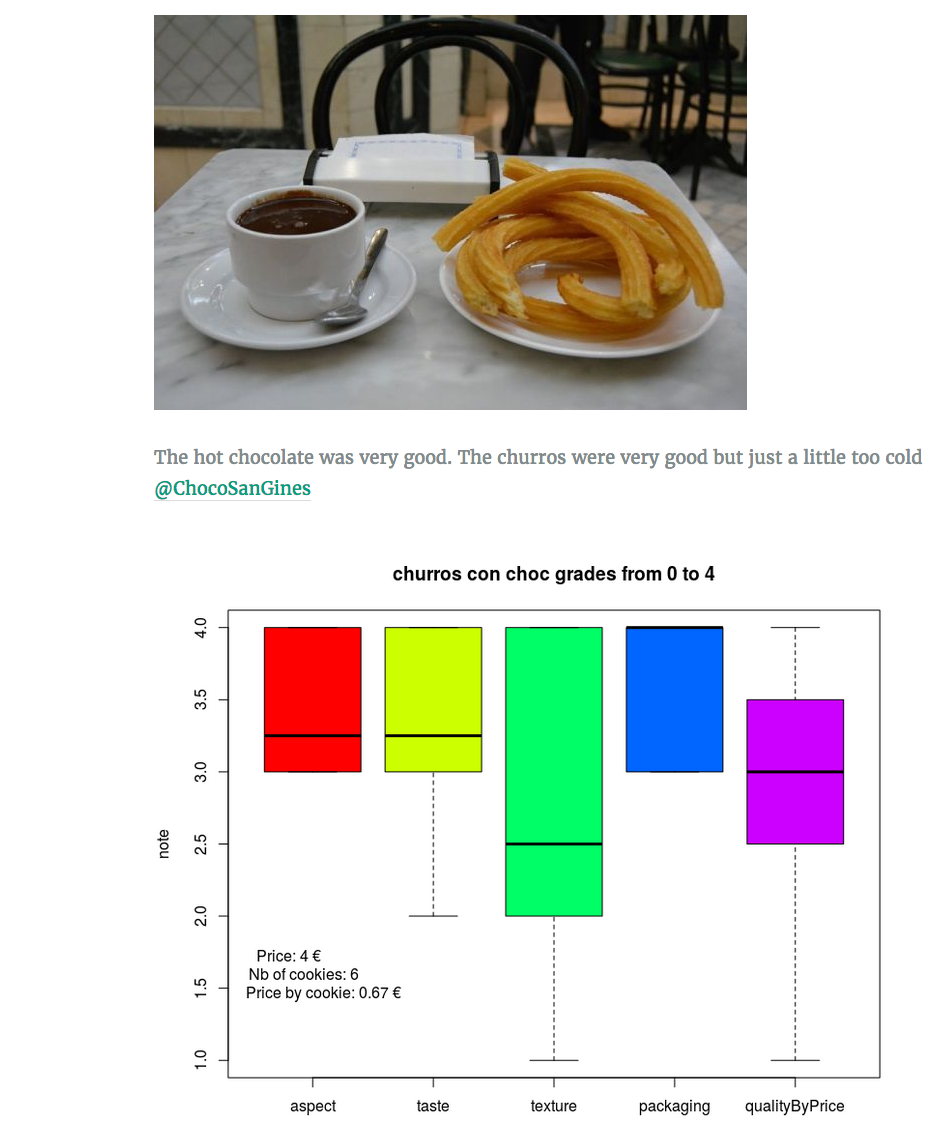 The hot chocolate was very good. The churros were very good but just a little too cold
@ChocoSanGines
churros con choc grades from 0 to 4
note
4.0
3.5
3.0
2.5
2.0
1.5
1.0
Price: 4 €
Nb of cookies: 6
Price by cookie: 0.67 €
aspect taste texture packaging qualityByPrice